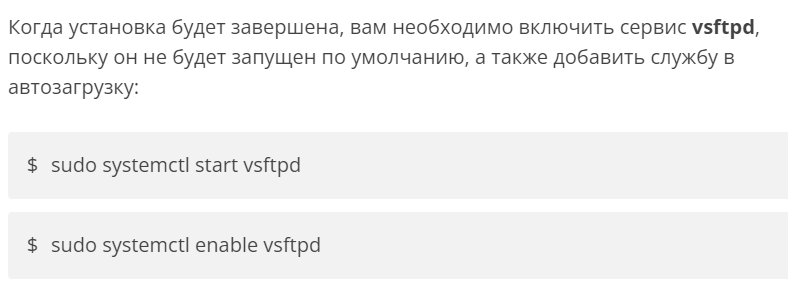 Когда установка будет завершена, вам необходимо включить сервис vsftpd,
поскольку он не будет запущен по умолчанию, а также добавить службу в
автозагрузку:
$ sudo systemctl start vsftpd
$ sudo systemctl enable vsftpd